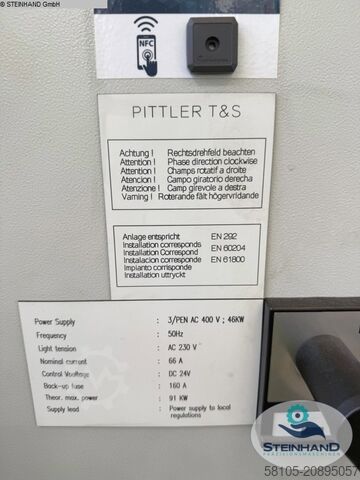 © STEINHAND GmbH
NFC
PITTLER T&S
Achtung ! Rechtsdrehfeld beachten
Attention ! Phase direction clockwise
Attention ! Champs rotatif a droite
Atencion ! Campo giratorio derecha
Atenzione ! Camp girevole a destra
Varning ! Roterande fält högervridande
Anlage entspricht EN 292
Installation corresponds EN 60204
Installation Correspond EN 61800
Instalacion corresponde
Impianto corrisponde
Installation uttryckt
Power Supply : 3/PEN AC 400 V ; 46KW
Frequency : 50Hz
Light tension : AC 230 V
Nominal current : 66 A
Control Vooltage : DC 24V
Back-up fuse : 160 A
Theor. max. power : 91 KW
Supply lead : Power supply to local
regulations
STEINHAND
PRÄZISIONSMASCHINEN
58105-20895057